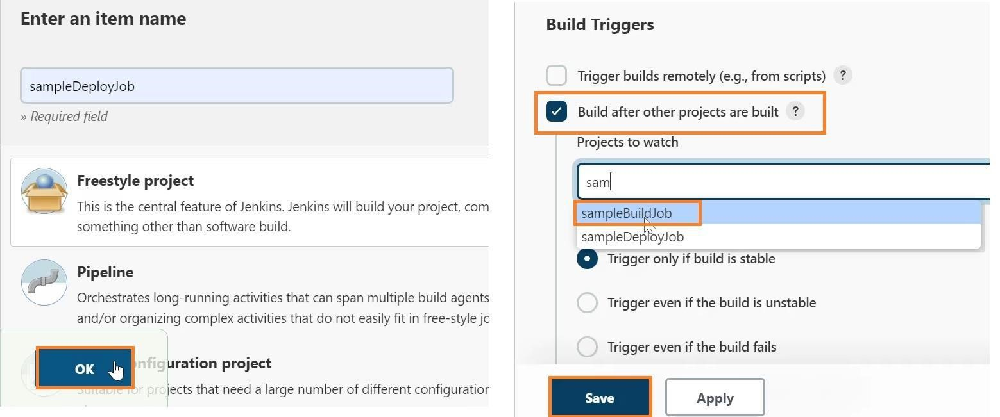 Enter an item name
sampleDeployJob
» Required field
Freestyle project
This is the central feature of Jenkins. Jenkins will build your project, com
something other than software build.
Pipeline
Orchestrates long-running activities that can span multiple build agents
and/or organizing complex activities that do not easily fit in free-style jo
onfiguration project
OK
Suitable for projects that need a large number of different configuration
Build Triggers
Trigger builds remotely (e.g., from scripts) ?
Build after other projects are built ?
Projects to watch
sam
sampleBuildJob
sampleDeployJob
Trigger only if build is stable
Trigger even if the build is unstable
Trigger even if the build fails
Save
Apply